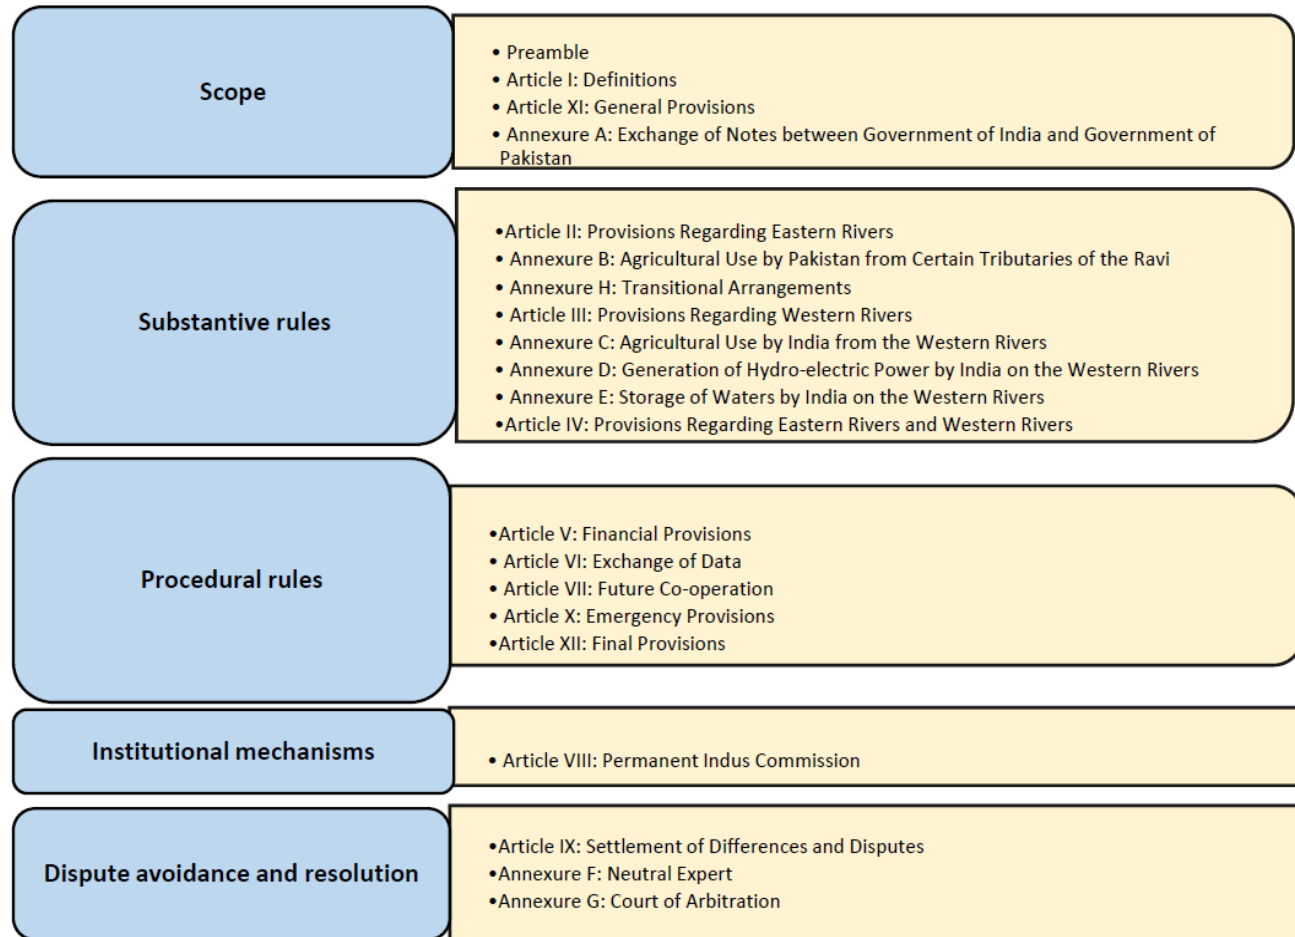 Scope
• Preamble
• Article I: Definitions
• Article XI: General Provisions
• Annexure A: Exchange of Notes between Government of India and Government of
Pakistan
Substantive rules
•Article II: Provisions Regarding Eastern Rivers
• Annexure B: Agricultural Use by Pakistan from Certain Tributaries of the Ravi
• Annexure H: Transitional Arrangements
• Article III: Provisions Regarding Western Rivers
• Annexure C: Agricultural Use by India from the Western Rivers
• Annexure D: Generation of Hydro-electric Power by India on the Western Rivers
• Annexure E: Storage of Waters by India on the Western Rivers
•Article IV: Provisions Regarding Eastern Rivers and Western Rivers
Procedural rules
•Article V: Financial Provisions
• Article VI: Exchange of Data
• Article VII: Future Co-operation
• Article X: Emergency Provisions
•Article XII: Final Provisions
Institutional mechanisms
• Article VIII: Permanent Indus Commission
Dispute avoidance and resolution
•Article IX: Settlement of Differences and Disputes
•Annexure F: Neutral Expert
•Annexure G: Court of Arbitration